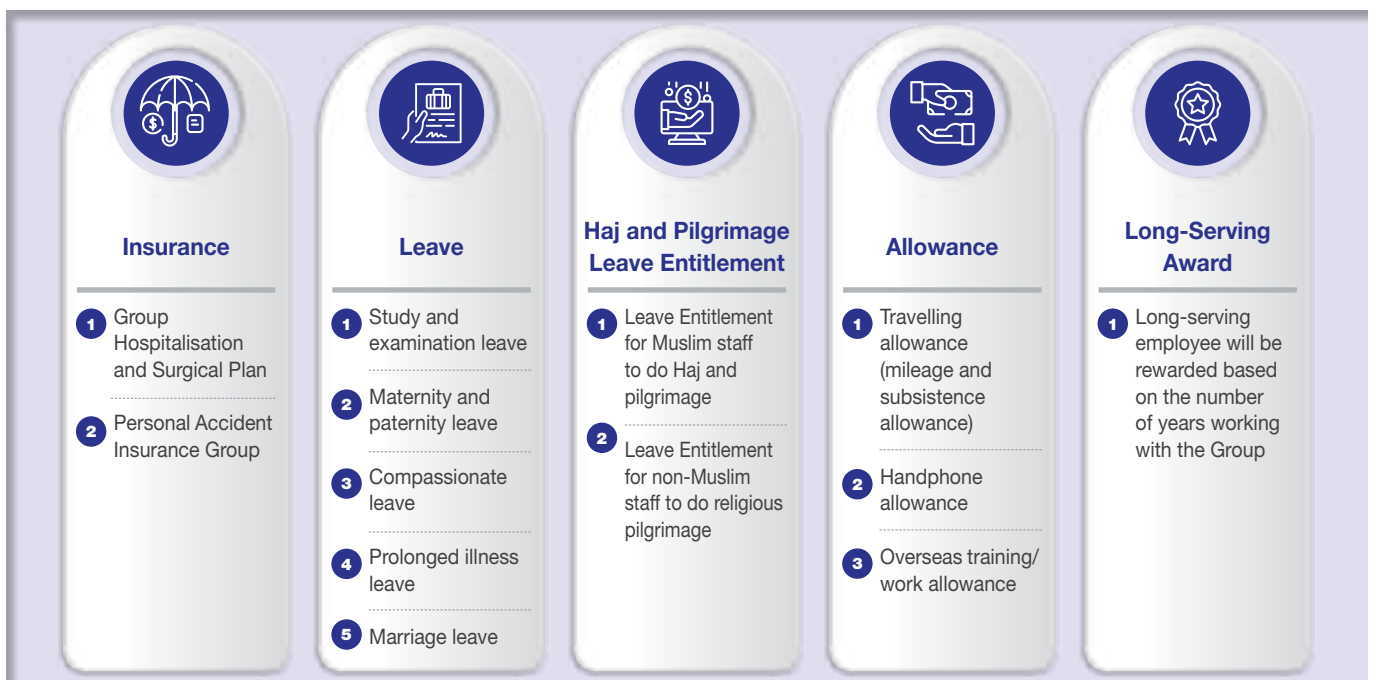 Insurance
1 Group
Hospitalisation
and Surgical Plan
2 Personal Accident
Insurance Group
Leave
1 Study and
examination leave
2 Maternity and
paternity leave
3 Compassionate
leave
4 Prolonged illness
leave
5 Marriage leave
Haj and Pilgrimage
Leave Entitlement
1 Leave Entitlement
for Muslim staff
to do Haj and
pilgrimage
2 Leave Entitlement
for non-Muslim
staff to do religious
pilgrimage
Allowance
1 Travelling
allowance
(mileage and
subsistence
allowance)
2 Handphone
allowance
3 Overseas training/
work allowance
Long-Serving
Award
1 Long-serving
employee will be
rewarded based
on the number
of years working
with the Group